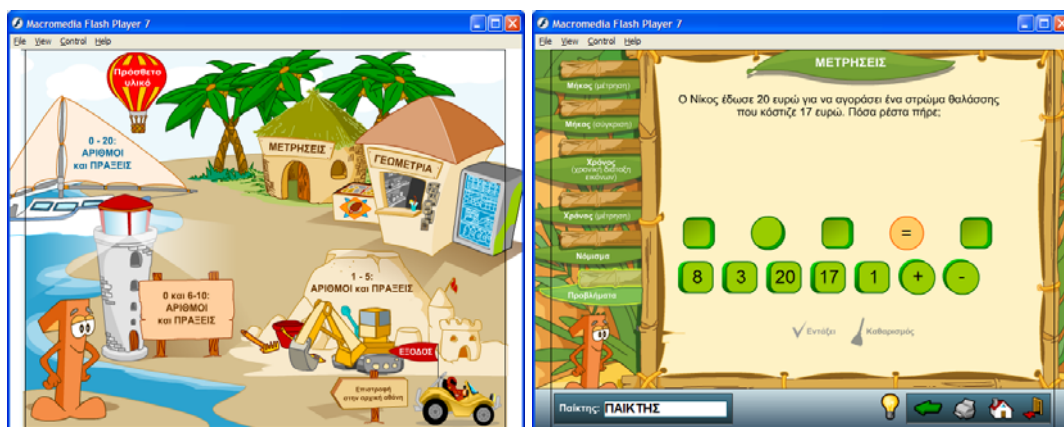 Macromedia Flash Player 7
File View Control Help
Πρόσθετο
υλικό
0 - 20:
ΑΡΙΘΜΟΙ
και ΠΡΑΞΕΙΣ
ΜΕΤΡΗΣΕΙΣ
ΓΕΩΜΕΤΡΙΑ
0 και 6-10:
ΑΡΙΘΜΟΙ
και
ΠΡΑΞΕΙΣ
1 - 5:
ΑΡΙΘΜΟΙ και ΠΡΑΞΕΙΣ
ΕΞΟΔΟΣ
Επιστροφή
στην αρχική οθόνη
Macromedia Flash Player 7
File View Control Help
ΜΕΤΡΗΣΕΙΣ
Μήκος (μέτρηση)
Μήκος (σύγκριση)
Χρόνος
(χρονική διάταξη
εικόνων)
Χρόνος (μέτρηση)
Νόμισμα
Προβλήματα
Ο Νίκος έδωσε 20 ευρώ για να αγοράσει ένα στρώμα θαλάσσης
που κόστιζε 17 ευρώ. Πόσα ρέστα πήρε;
=
8 3 20 17 1 + -
Εντάξει Καθαρισμός
Παίκτης: ΠΑΙΚΤΗΣ